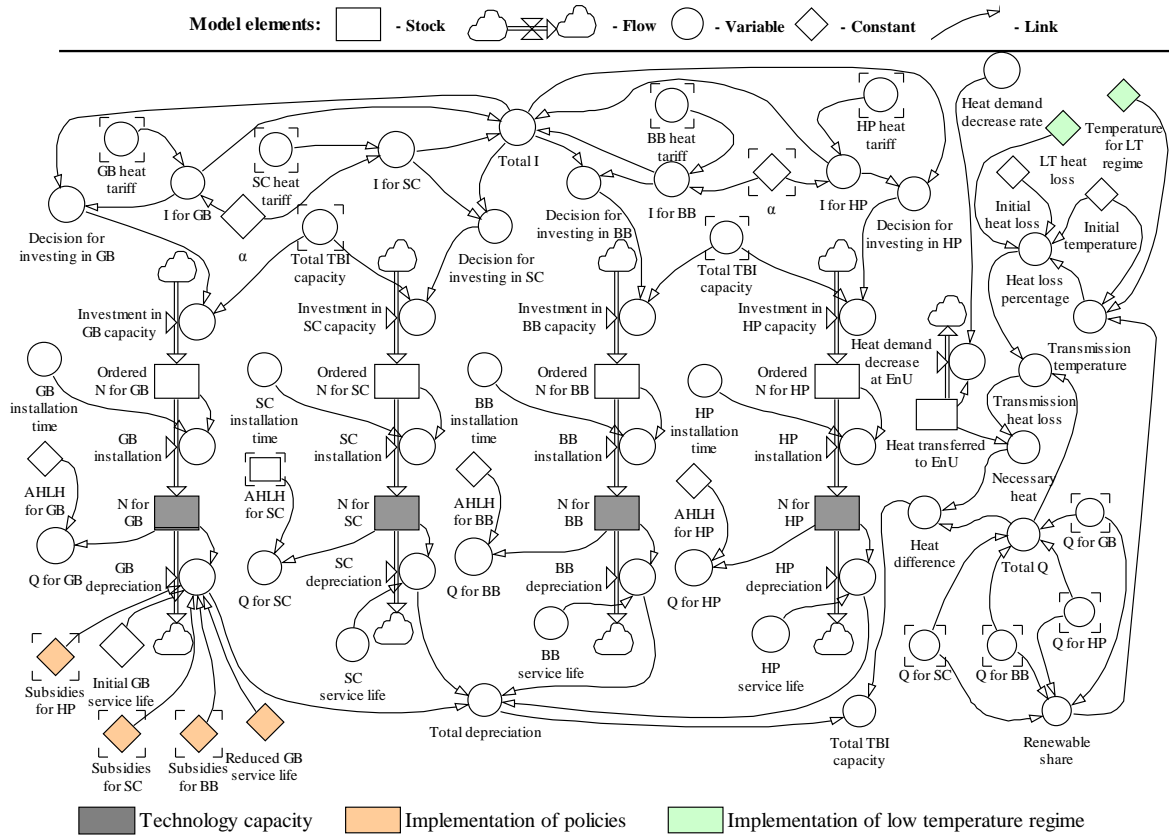 Model elements:
- Stock
- Flow
- Variable
- Constant
- Link
GB heat
tariff
SC heat
tariff
I for SC
Total I
BB heat
tariff
HP heat
tariff
Heat demand
decrease rate
Temperature
for LT
regime
LT heat
loss
I for GB
Decision for
investing in GB
α
Total TBI
capacity
Decision for
investing in SC
Decision for
investing in BB
I for BB
α
I for HP
Decision for
investing in HP
Total TBI
capacity
Initial
heat loss
Initial
temperature
Heat loss
percentage
Investment in
GB capacity
Investment in
SC capacity
Investment in
BB capacity
Investment in
HP capacity
Heat demand
decrease
at EnU
Transmission
temperature
Transmission
heat loss
GB
installation
time
Ordered
N for GB
SC
installation
time
Ordered
N for SC
BB
installation time
Ordered
N for BB
HP
installation
time
Ordered
N for HP
Heat transferred
to EnU
GB
installation
SC
installation
BB
installation
HP
installation
Necessary
heat
AHLH
for GB
N for
GB
AHLH
for SC
N for
SC
AHLH
for BB
N for
BB
AHLH
for HP
N for
HP
Heat
difference
Total Q
Q for GB
Q for GB
GB
depreciation
Q for SC
SC
depreciation
Q for BB
BB
depreciation
Q for HP
HP
depreciation
Subsidies
for HP
Initial GB
service life
SC
service life
BB
service life
HP
service life
Q for SC
Q for BB
Q for HP
Subsidies
for SC
Subsidies
for BB
Reduced GB
service life
Total depreciation
Total TBI
capacity
Renewable
share
Technology capacity
Implementation of policies
Implementation of low temperature regime